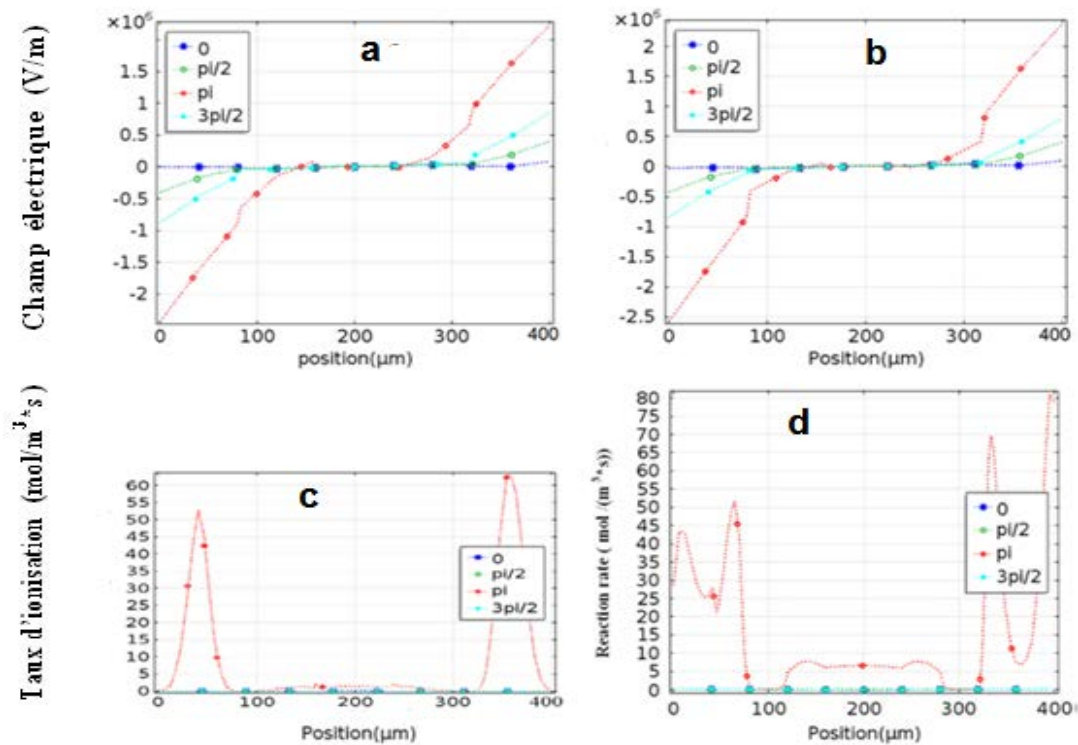 Champ électrique (V/m)
×10⁶
a
0
pi/2
pi
3pi/2
1.5
1
0.5
0
-0.5
-1
-1.5
-2
0 100 200 300 400
position(μm)
×10⁶
b
0
pi/2
pi
3pi/2
2
1.5
1
0.5
0
-0.5
-1
-1.5
-2
-2.5
0 100 200 300 400
Position(μm)
Taux d'ionisation (mol/m³*s)
c
0
pi/2
pi
3pi/2
60
55
50
45
40
35
30
25
20
15
10
5
0
0 100 200 300 400
Position(μm)
Reaction rate ( mol /(m³*s))
d
0
pi/2
pi
3pi/2
80
75
70
65
60
55
50
45
40
35
30
25
20
15
10
5
0
0 100 200 300 400
Position(μm)